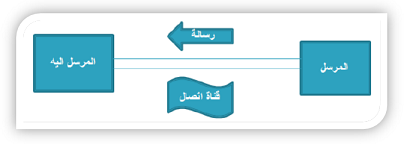 رسالة
المرسل
المرسل اليه
قناة اتصال